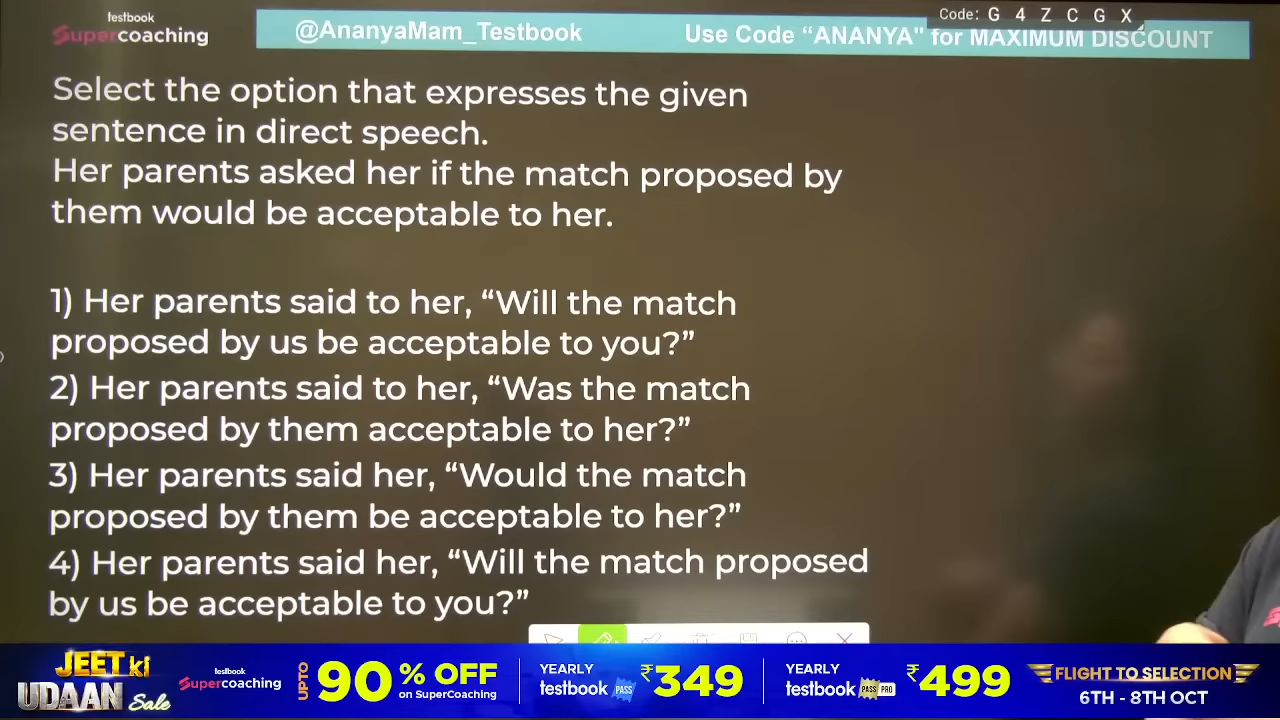 testbook
Supercoaching
@AnanyaMam_Testbook
Use Code “ANANYA" for MAXIMUM DISCOUNT
Code: G 4 Z C G X
Select the option that expresses the given
sentence in direct speech.
Her parents asked her if the match proposed by
them would be acceptable to her.
1) Her parents said to her, “Will the match
proposed by us be acceptable to you?”
2) Her parents said to her, “Was the match
proposed by them acceptable to her?”
3) Her parents said her, “Would the match
proposed by them be acceptable to her?”
4) Her parents said her, “Will the match proposed
by us be acceptable to you?”
JEET ki
UDAAN Sale
testbook
Supercoaching
UPTO 90% OFF
on SuperCoaching
YEARLY
testbook PASS
₹349
YEARLY
testbook PASS PRO
₹499
FLIGHT TO SELECTION
6TH - 8TH OCT